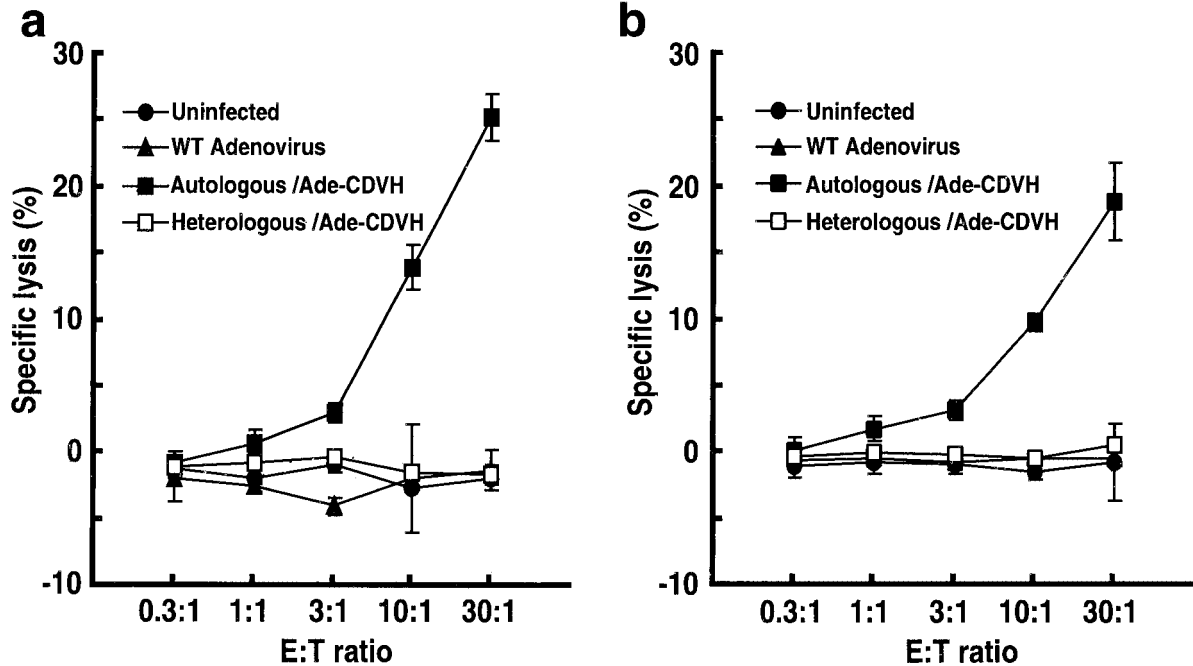 a
30
20
10
0
-10
Specific lysis (%)
Uninfected
WT Adenovirus
Autologous /Ade-CDVH
Heterologous /Ade-CDVH
0.3:1 1:1 3:1 10:1 30:1
E:T ratio
b
30
20
10
0
-10
Specific lysis (%)
Uninfected
WT Adenovirus
Autologous /Ade-CDVH
Heterologous /Ade-CDVH
0.3:1 1:1 3:1 10:1 30:1
E:T ratio